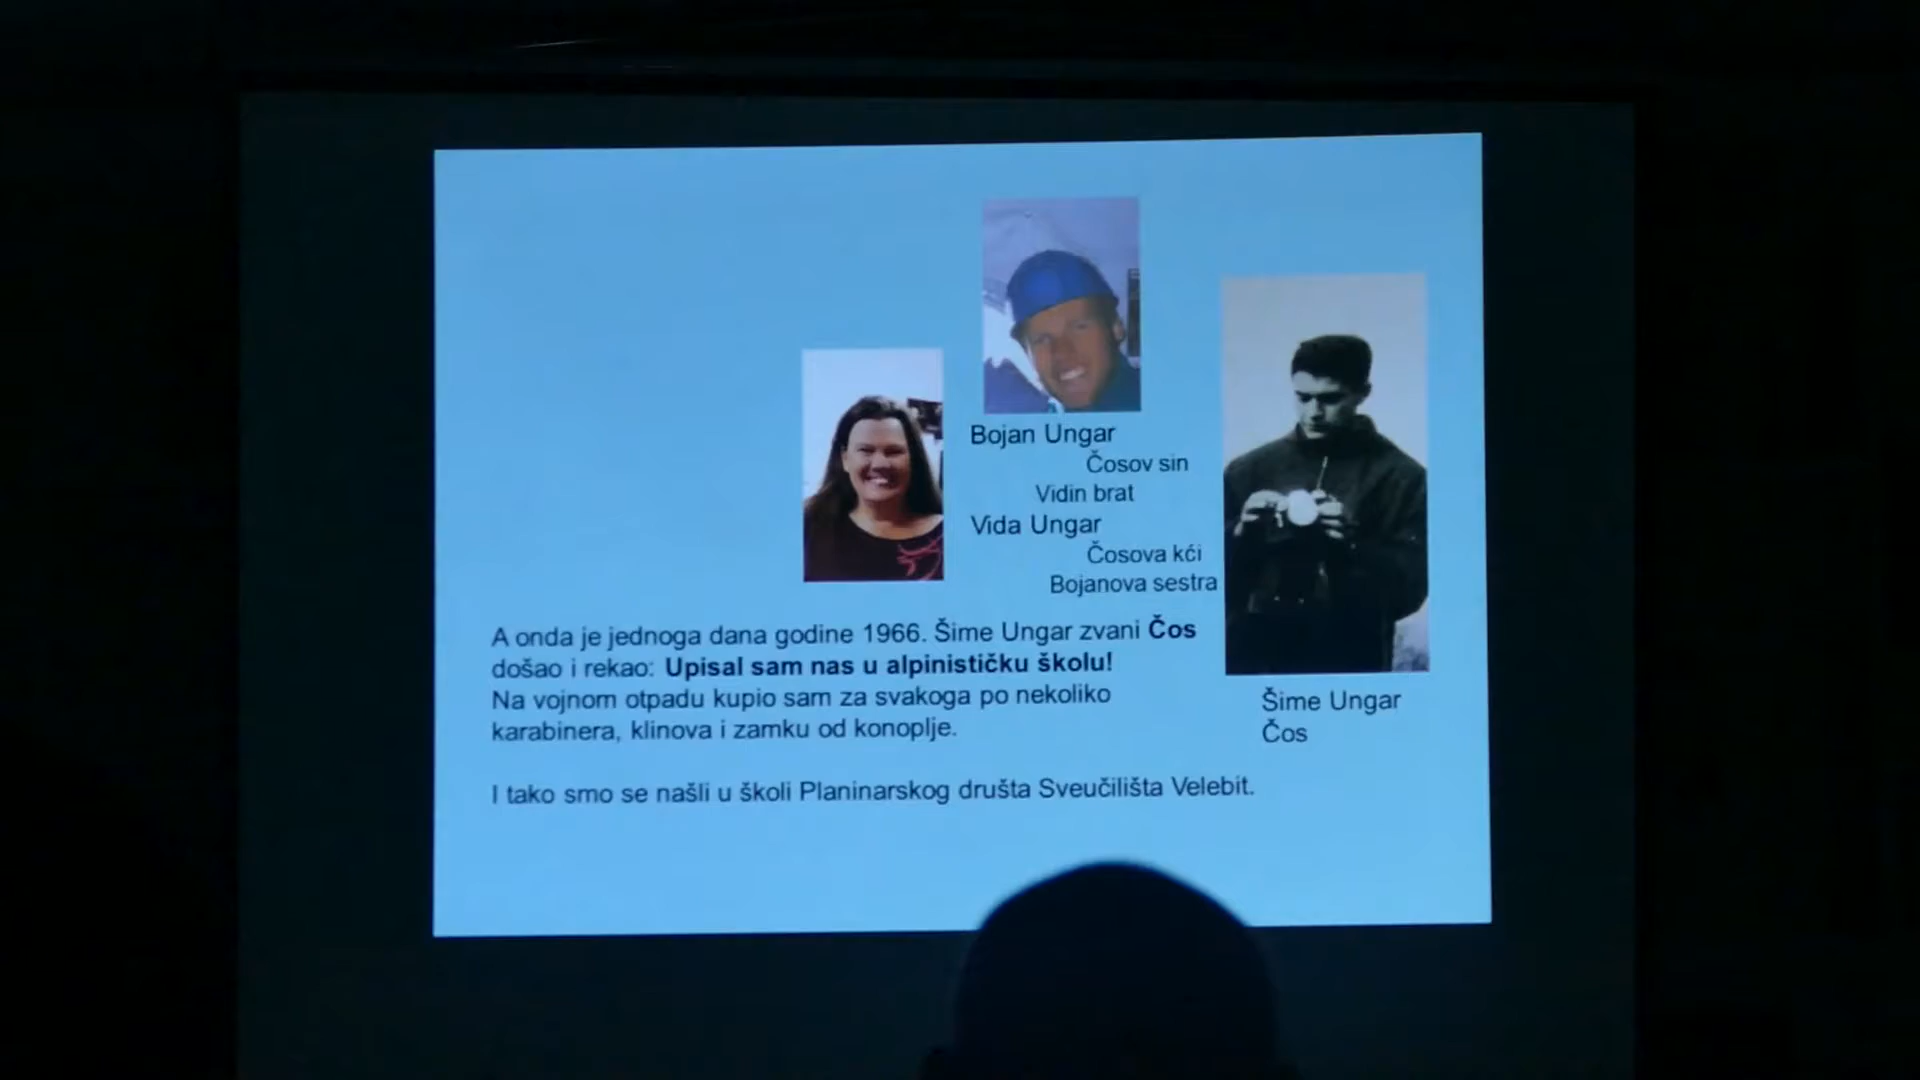 Bojan Ungar
Čosov sin
Vidin brat
Vida Ungar
Čosova kći
Bojanova sestra
A onda je jednoga dana godine 1966. Šime Ungar zvani Čos
došao i rekao: Upisal sam nas u alpinističku školu!
Na vojnom otpadu kupio sam za svakoga po nekoliko
karabinera, klinova i zamku od konoplje.
I tako smo se našli u školi Planinarskog društa Sveučilišta Velebit.
Šime Ungar
Čos